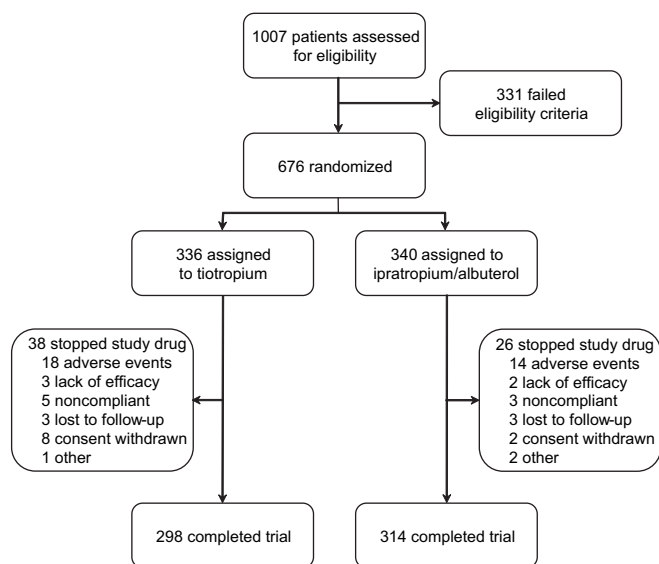 1007 patients assessed
for eligibility
331 failed
eligibility criteria
676 randomized
336 assigned
to tiotropium
340 assigned to
ipratropium/albuterol
38 stopped study drug
18 adverse events
3 lack of efficacy
5 noncompliant
3 lost to follow-up
8 consent withdrawn
1 other
26 stopped study drug
14 adverse events
2 lack of efficacy
3 noncompliant
3 lost to follow-up
2 consent withdrawn
2 other
298 completed trial
314 completed trial